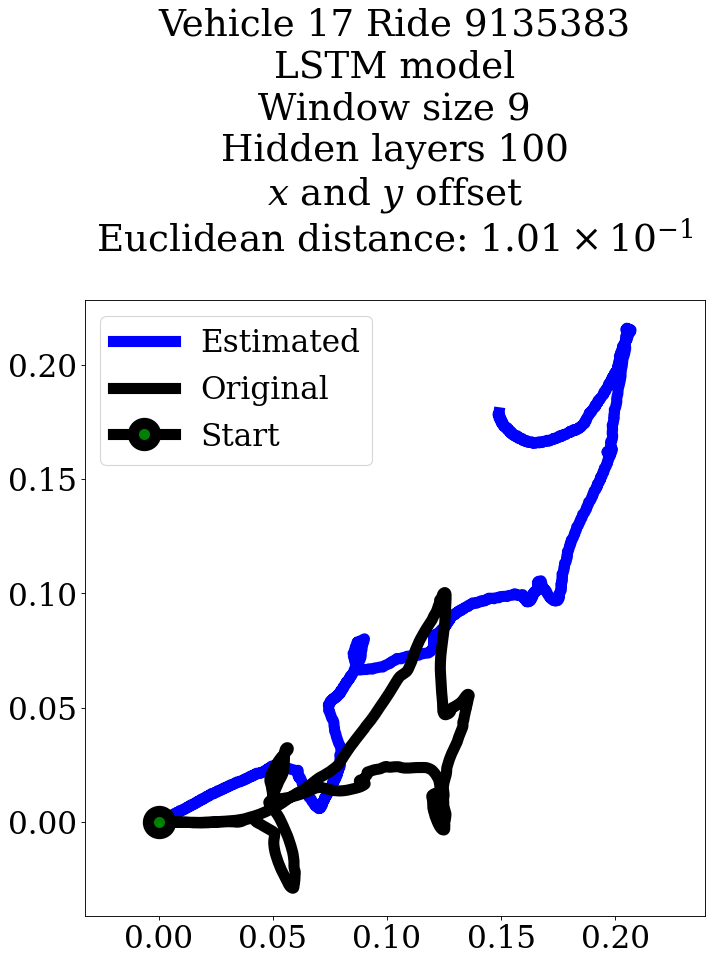 Vehicle 17 Ride 9135383
LSTM model
Window size 9
Hidden layers 100
x and y offset
Euclidean distance: 1.01 × 10⁻¹
Estimated
Original
Start
0.20
0.15
0.10
0.05
0.00
0.00 0.05 0.10 0.15 0.20